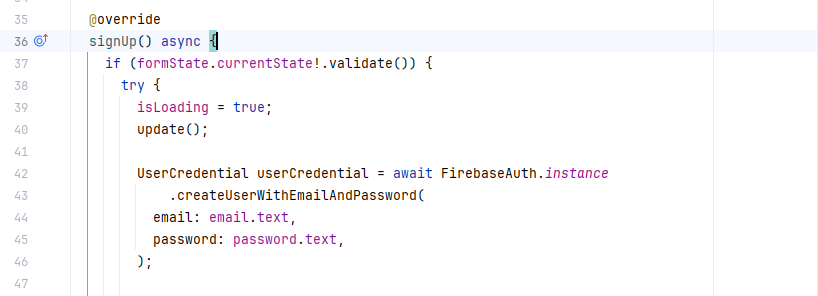 35 @override
36 signUp() async {
37 if (formState.currentState!.validate()) {
38 try {
39 isLoading = true;
40 update();
41
42 UserCredential userCredential = await FirebaseAuth.instance
43 .createUserWithEmailAndPassword(
44 email: email.text,
45 password: password.text,
46 );
47